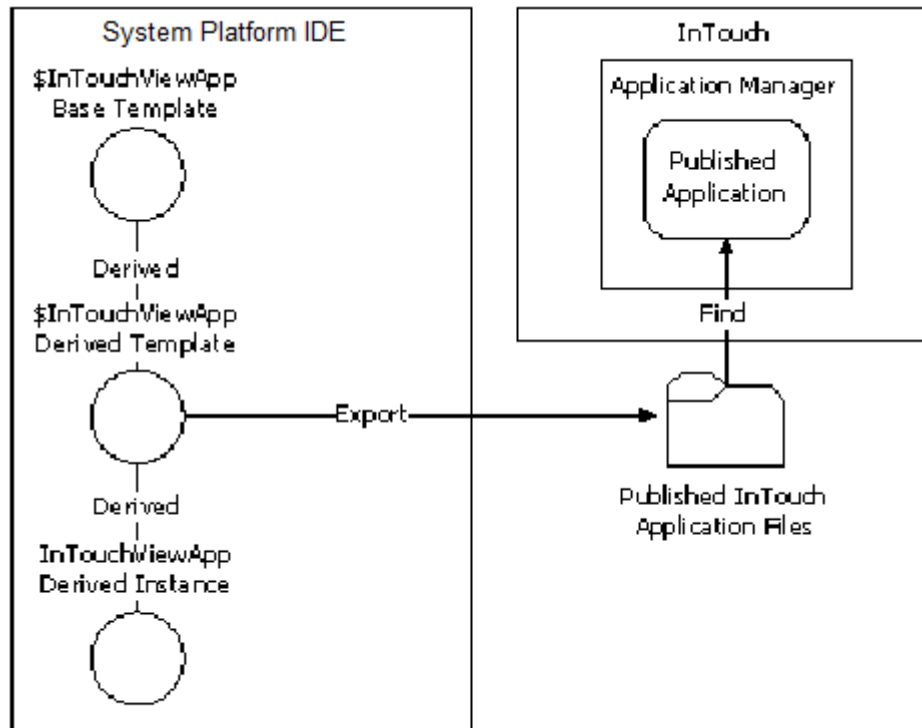 System Platform IDE
$InTouchViewApp
Base Template
Derived
$InTouchViewApp
Derived Template
Export
Derived
InTouchViewApp
Derived Instance
InTouch
Application Manager
Published
Application
Find
Published InTouch
Application Files